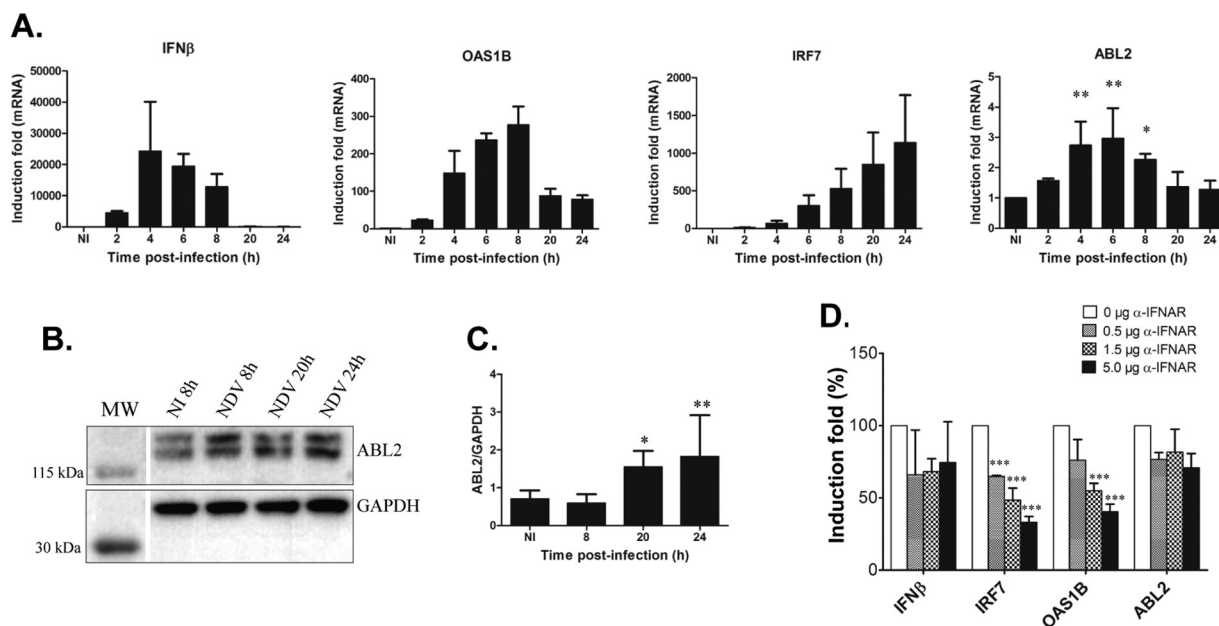 A.
IFNβ
Induction fold (mRNA)
50000
40000
30000
20000
10000
0
NI 2 4 6 8 20 24
Time post-infection (h)
OAS1B
Induction fold (mRNA)
400
300
200
100
0
NI 2 4 6 8 20 24
Time post-infection (h)
IRF7
Induction fold (mRNA)
2000
1500
1000
500
0
NI 2 4 6 8 20 24
Time post-infection (h)
ABL2
Induction fold (mRNA)
5
4
3
2
1
0
** ** *
NI 2 4 6 8 20 24
Time post-infection (h)
B.
MW NI 8h NDV 8h NDV 20h NDV 24h
ABL2
115 kDa
GAPDH
30 kDa
C.
ABL2/GAPDH
4
3
2
1
0
* **
NI 8 20 24
Time post-infection (h)
D.
0 µg α-IFNAR
0.5 µg α-IFNAR
1.5 µg α-IFNAR
5.0 µg α-IFNAR
Induction fold (%)
150
100
50
0
*** *** *** *** ***
IFNβ IRF7 OAS1B ABL2